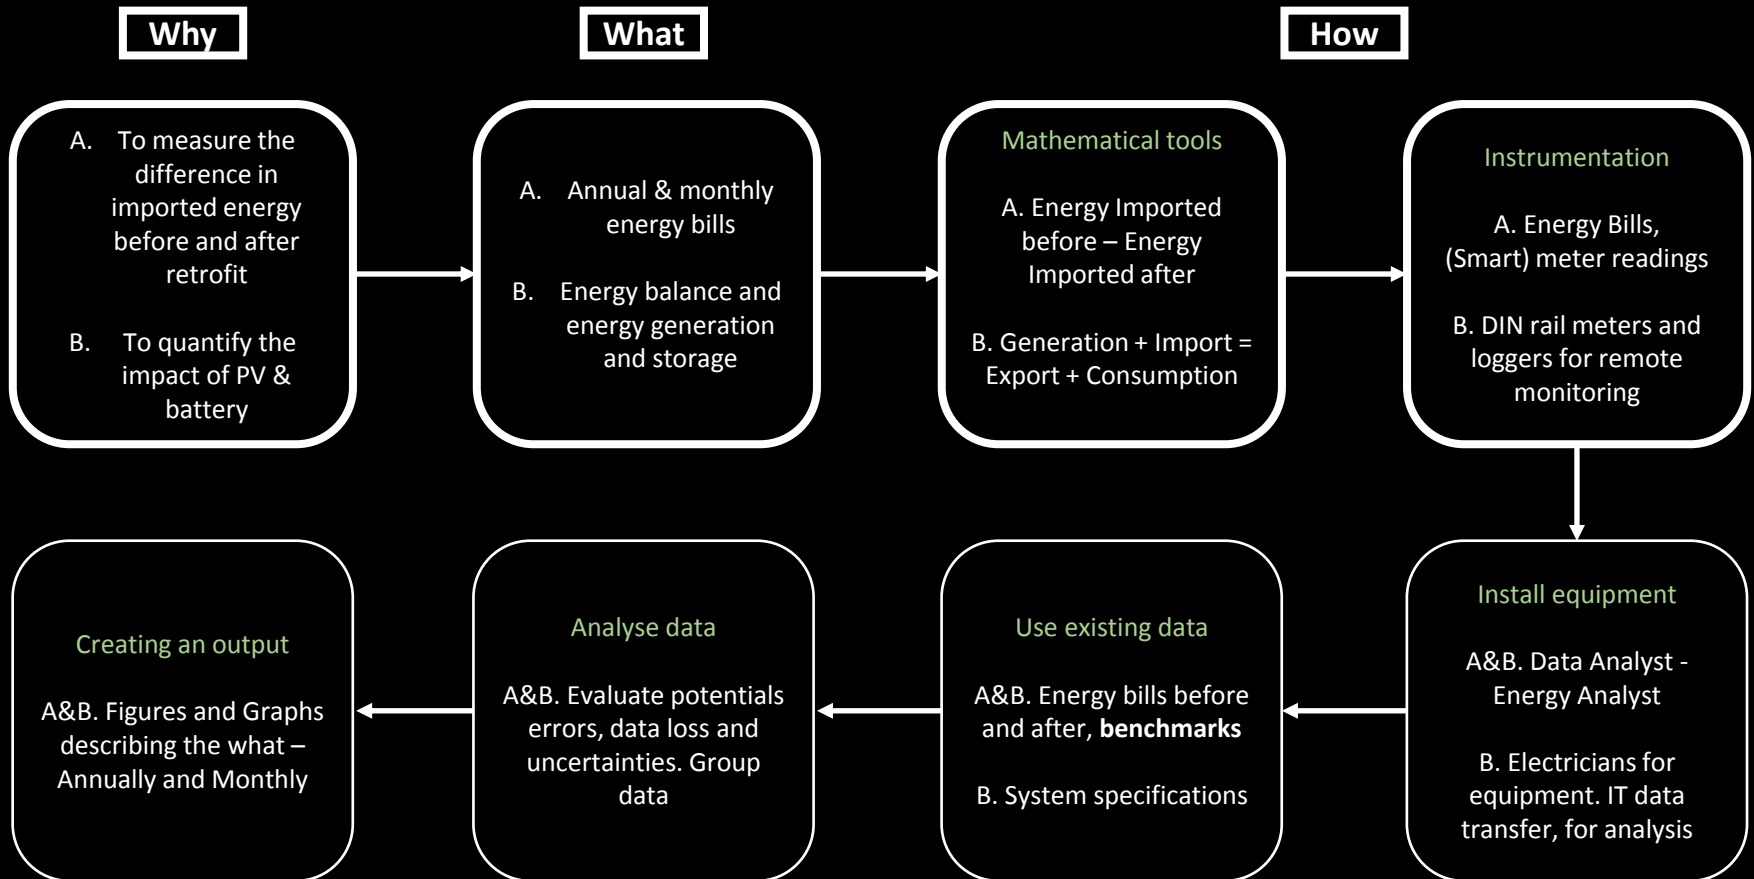 Why
What
How
A. To measure the
difference in
imported energy
before and after
retrofit
B. To quantify the
impact of PV &
battery
A. Annual & monthly
energy bills
B. Energy balance and
energy generation
and storage
Mathematical tools
A. Energy Imported
before – Energy
Imported after
B. Generation + Import =
Export + Consumption
Instrumentation
A. Energy Bills,
(Smart) meter readings
B. DIN rail meters and
loggers for remote
monitoring
Install equipment
A&B. Data Analyst -
Energy Analyst
B. Electricians for
equipment. IT data
transfer, for analysis
Use existing data
A&B. Energy bills before
and after, benchmarks
B. System specifications
Analyse data
A&B. Evaluate potentials
errors, data loss and
uncertainties. Group
data
Creating an output
A&B. Figures and Graphs
describing the what –
Annually and Monthly